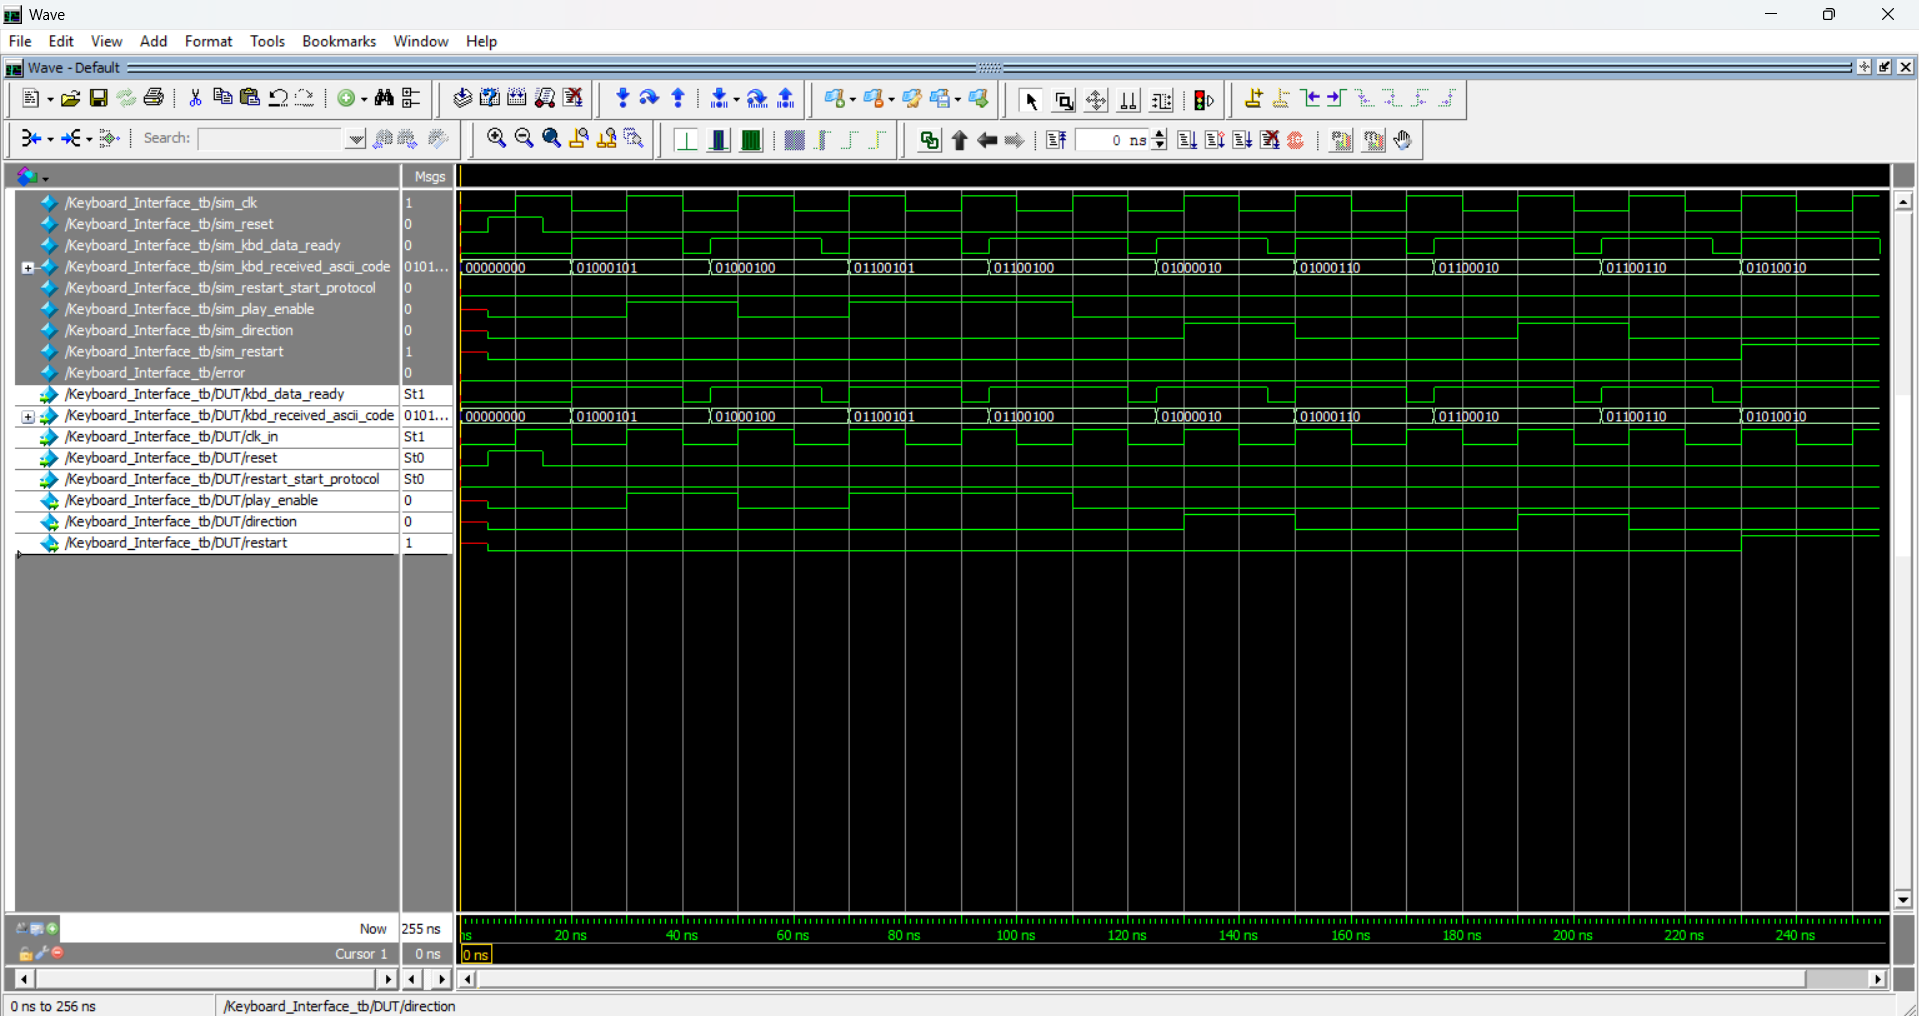 Wave
File Edit View Add Format Tools Bookmarks Window Help
Wave - Default
Search:
0 ns
Msgs
/Keyboard_Interface_tb/sim_clk 1
/Keyboard_Interface_tb/sim_reset 0
/Keyboard_Interface_tb/sim_kbd_data_ready 0
/Keyboard_Interface_tb/sim_kbd_received_ascii_code 0101... 00000000 01000101 01000100 01100101 01100100 01000010 01000110 01100010 01100110 01010010
/Keyboard_Interface_tb/sim_restart_start_protocol 0
/Keyboard_Interface_tb/sim_play_enable 0
/Keyboard_Interface_tb/sim_direction 0
/Keyboard_Interface_tb/sim_restart 1
/Keyboard_Interface_tb/error 0
/Keyboard_Interface_tb/DUT/kbd_data_ready St1
/Keyboard_Interface_tb/DUT/kbd_received_ascii_code 0101... 00000000 01000101 01000100 01100101 01100100 01000010 01000110 01100010 01100110 01010010
/Keyboard_Interface_tb/DUT/clk_in St1
/Keyboard_Interface_tb/DUT/reset St0
/Keyboard_Interface_tb/DUT/restart_start_protocol St0
/Keyboard_Interface_tb/DUT/play_enable 0
/Keyboard_Interface_tb/DUT/direction 0
/Keyboard_Interface_tb/DUT/restart 1
Now 255 ns ns 20 ns 40 ns 60 ns 80 ns 100 ns 120 ns 140 ns 160 ns 180 ns 200 ns 220 ns 240 ns
Cursor 1 0 ns 0 ns
0 ns to 256 ns /Keyboard_Interface_tb/DUT/direction